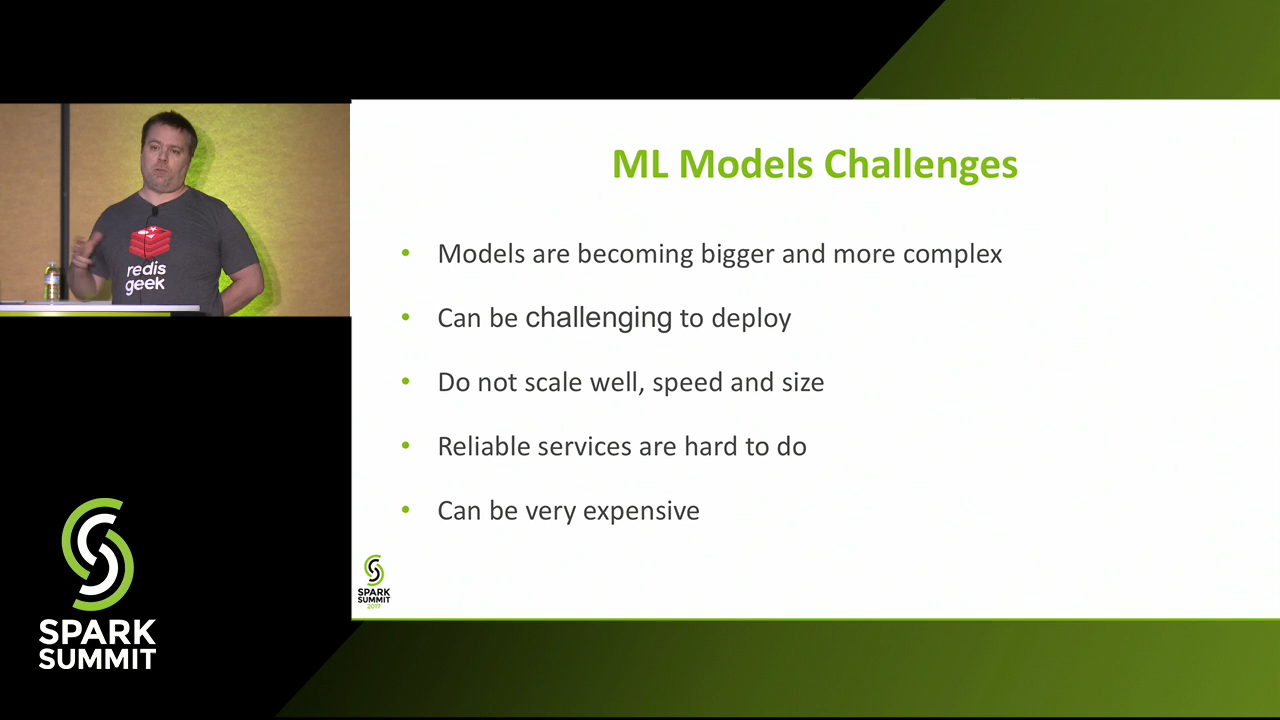 ML Models Challenges
• Models are becoming bigger and more complex
• Can be challenging to deploy
• Do not scale well, speed and size
• Reliable services are hard to do
• Can be very expensive
redis
geek
SPARK
SUMMIT
2017
SPARK
SUMMIT